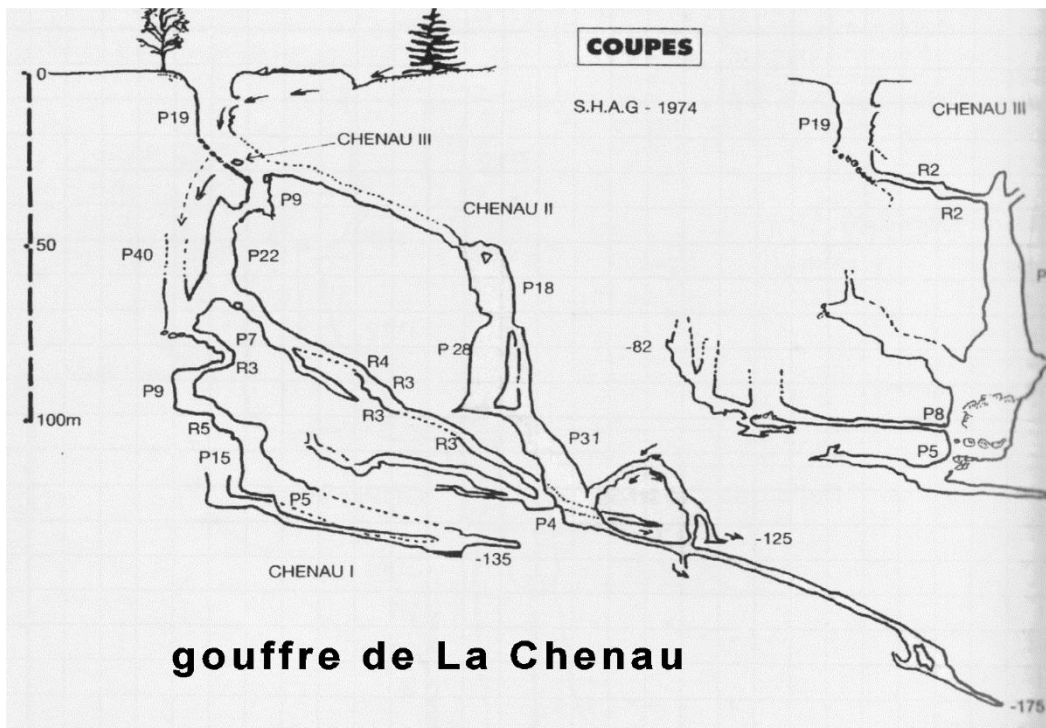 COUPES
0
S.H.A.G - 1974
P19
CHENAU III
P19
CHENAU III
R2
P9
CHENAU II
R2
50
P40
P22
P18
P7
P28
-82
R3
R4
P9
R3
100m
R3
P8
R5
R3
P31
P5
P15
P5
P4
-125
-135
CHENAU I
gouffre de La Chenau
-175